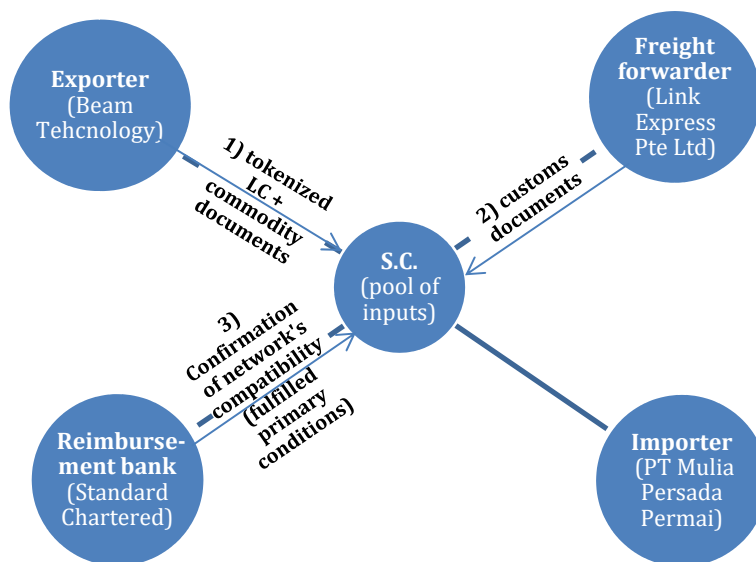 Exporter
(Beam
Tehcnology)
Freight
forwarder
(Link
Express
Pte Ltd)
1) tokenized
LC +
commodity
documents
2) customs
documents
S.C.
(pool of
inputs)
3)
Confirmation
of network's
compatibility
(fulfilled
primary
conditions)
Reimburse-
ment bank
(Standard
Chartered)
Importer
(PT Mulia
Persada
Permai)